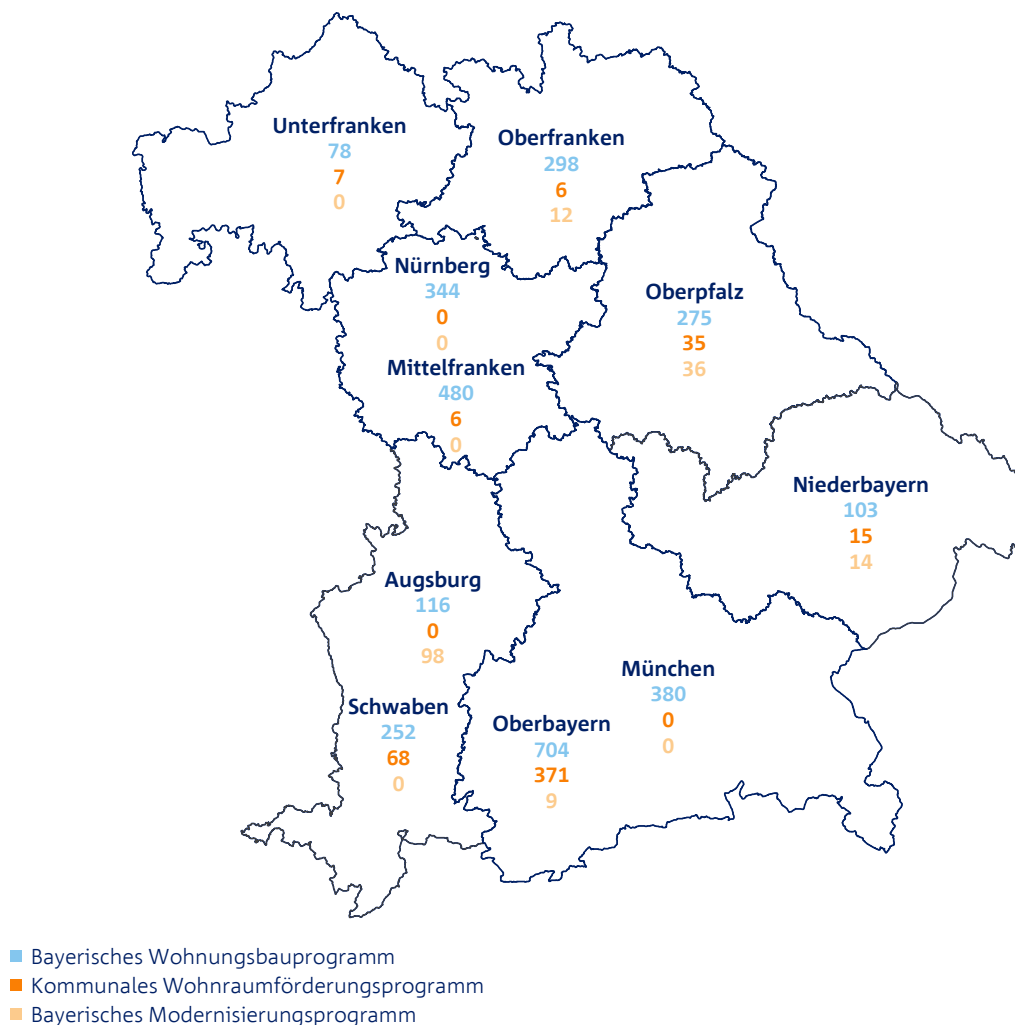 Unterfranken
78
7
0
Oberfranken
298
6
12
Nürnberg
344
0
0
Mittelfranken
480
6
0
Oberpfalz
275
35
36
Niederbayern
103
15
14
Augsburg
116
0
98
Schwaben
252
68
0
München
380
0
0
Oberbayern
704
371
9
Bayerisches Wohnungsbauprogramm
Kommunales Wohnraumförderungsprogramm
Bayerisches Modernisierungsprogramm